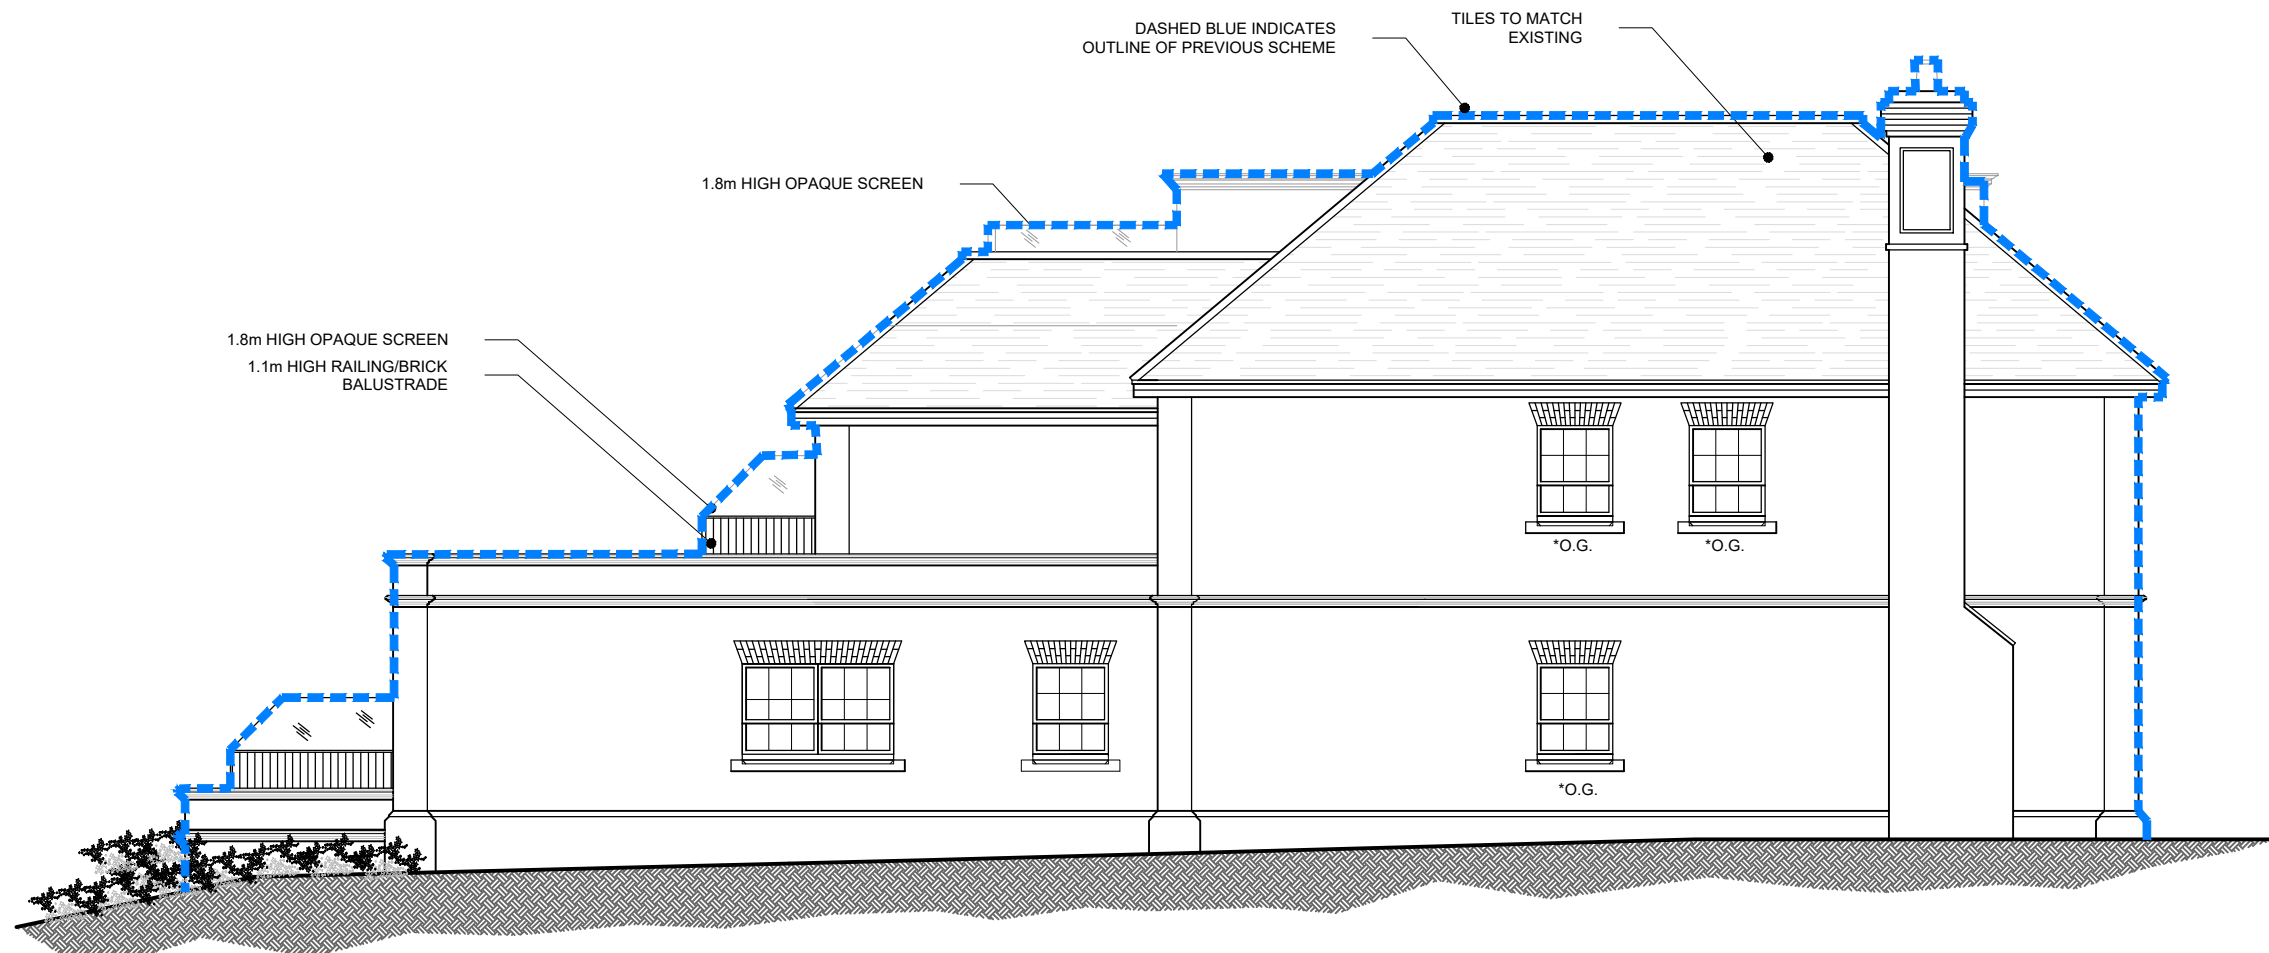 DASHED BLUE INDICATES
OUTLINE OF PREVIOUS SCHEME
TILES TO MATCH
EXISTING
1.8m HIGH OPAQUE SCREEN
1.8m HIGH OPAQUE SCREEN
1.1m HIGH RAILING/BRICK
BALUSTRADE
*O.G.
*O.G.
*O.G.